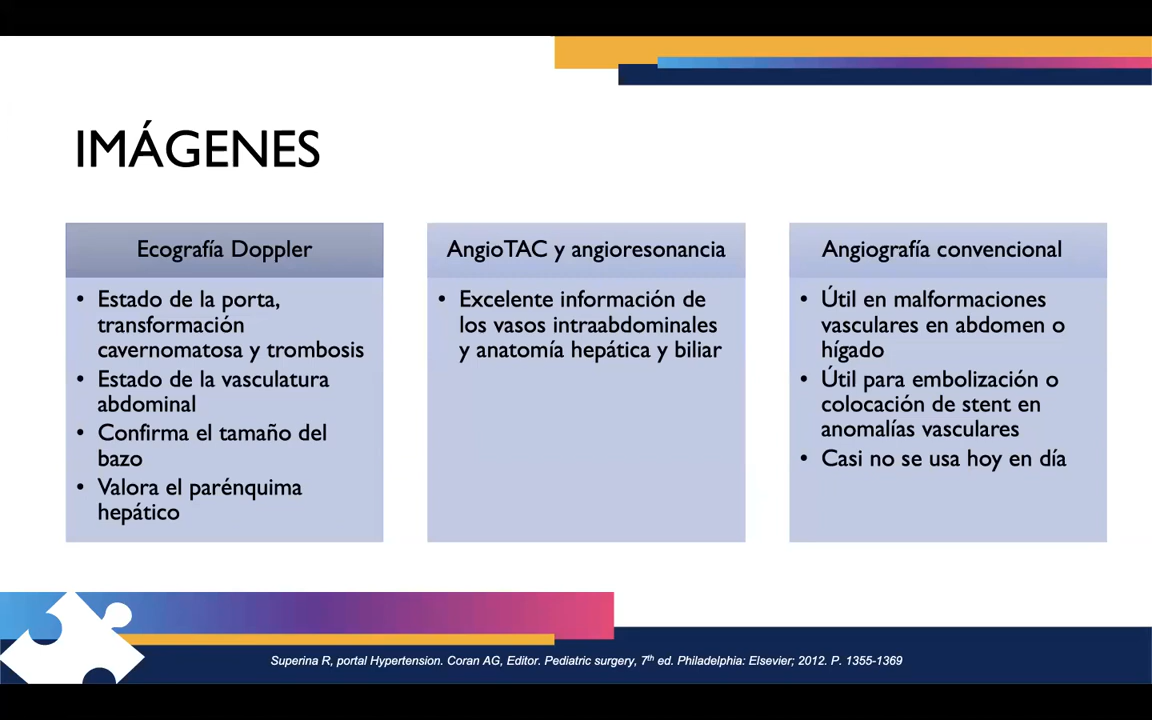 IMÁGENES
Ecografía Doppler
• Estado de la porta,
transformación
cavernomatosa y trombosis
• Estado de la vasculatura
abdominal
• Confirma el tamaño del
bazo
• Valora el parénquima
hepático
AngioTAC y angioresonancia
• Excelente información de
los vasos intraabdominales
y anatomía hepática y biliar
Angiografía convencional
• Útil en malformaciones
vasculares en abdomen o
hígado
• Útil para embolización o
colocación de stent en
anomalías vasculares
• Casi no se usa hoy en día
Superina R, portal Hypertension. Coran AG, Editor. Pediatric surgery, 7th ed. Philadelphia: Elsevier; 2012. P. 1355-1369